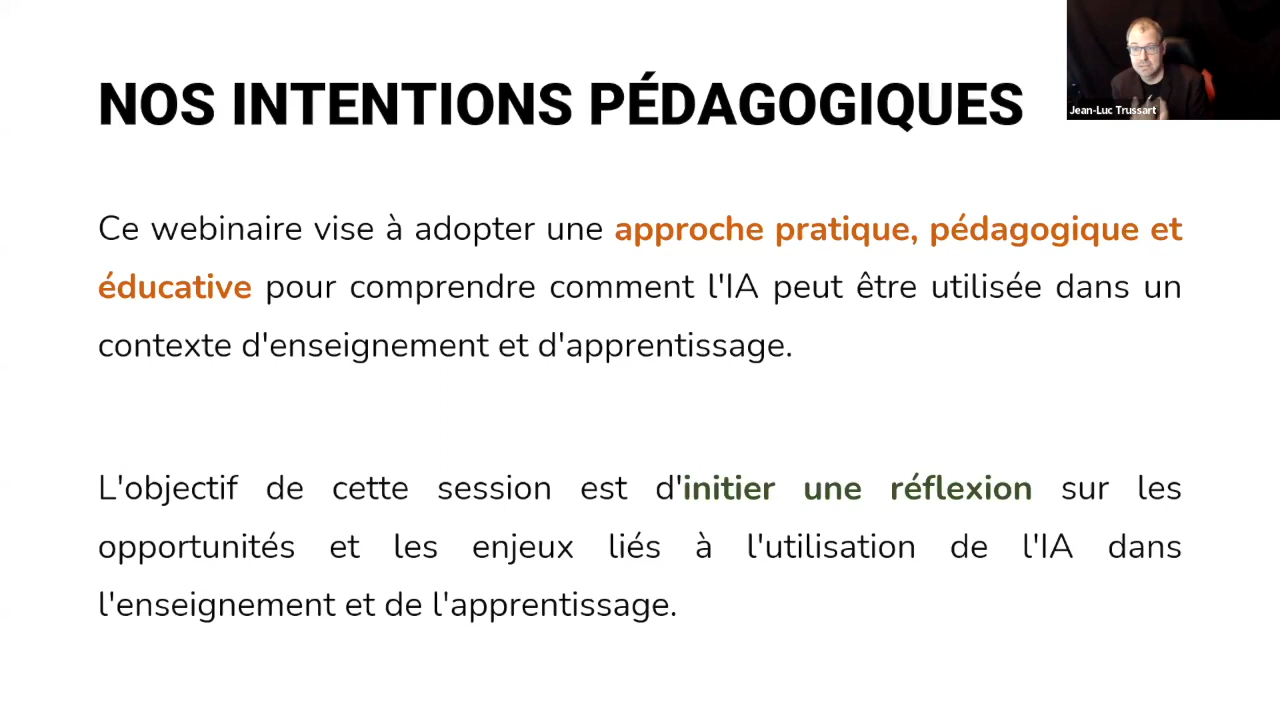 NOS INTENTIONS PÉDAGOGIQUES
Jean-Luc Trussart
Ce webinaire vise à adopter une approche pratique, pédagogique et
éducative pour comprendre comment l'IA peut être utilisée dans un
contexte d'enseignement et d'apprentissage.
L'objectif de cette session est d'initier une réflexion sur les
opportunités et les enjeux liés à l'utilisation de l'IA dans
l'enseignement et de l'apprentissage.